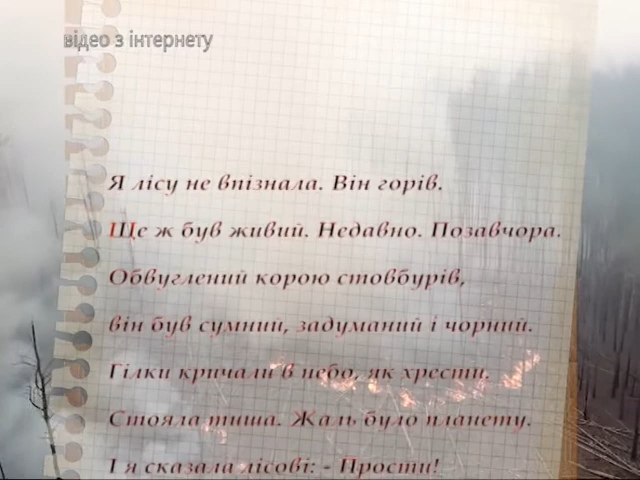 відео з інтернету
Я лісу не впізнала. Він горів.
Ще ж був живий. Недавно. Позавчора.
Обвуглений корою стовбурів,
він був сумний, задуманий і чорний.
Гілки кричали в небо, як хрести.
Стояла тиша. Жаль було планету.
І я сказала лісові: - Прости!